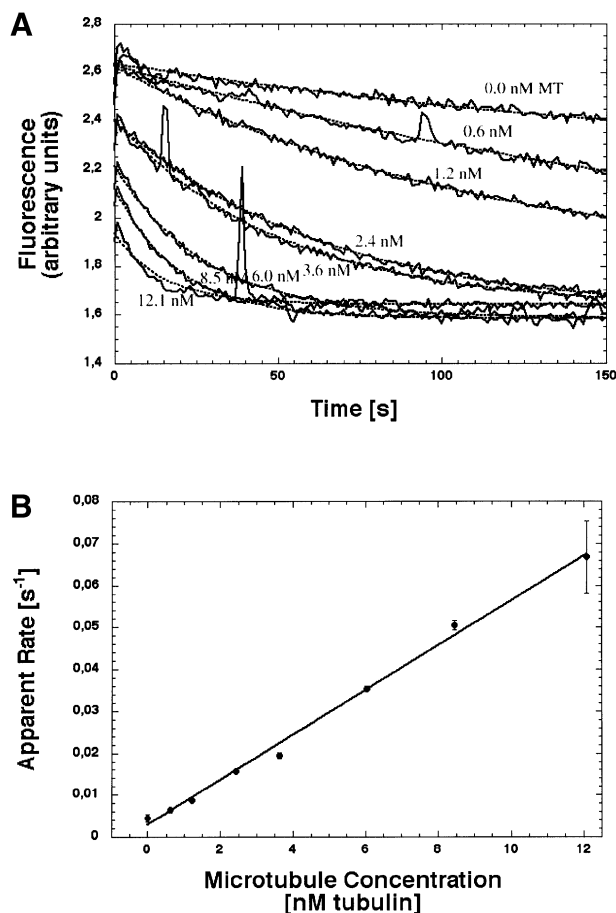 A
2,8
2,6
2,4
2,2
2
1,8
1,6
1,4
Fluorescence
(arbitrary units)
0.0 nM MT
0.6 nM
1.2 nM
2.4 nM
3.6 nM
6.0 nM
8.5 nM
12.1 nM
0
50
100
150
Time [s]
B
0,08
0,07
0,06
0,05
0,04
0,03
0,02
0,01
0
Apparent Rate [s-1]
0
2
4
6
8
10
12
Microtubule Concentration
[nM tubulin]